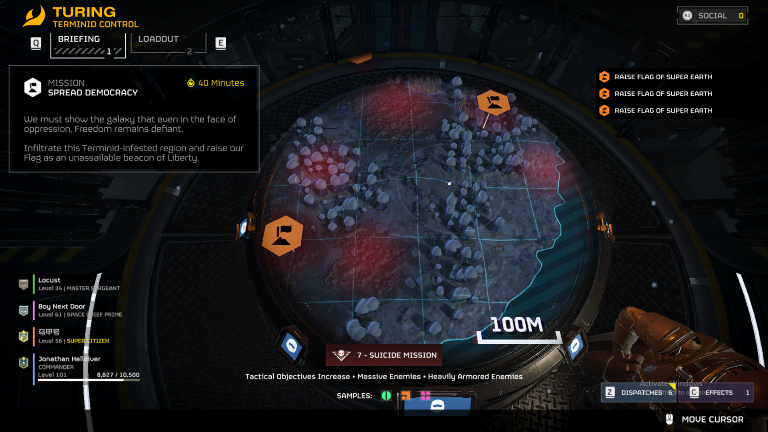 TURING
TERMINID CONTROL
Q
BRIEFING
1
LOADOUT
2
E
SOCIAL 0
MISSION
SPREAD DEMOCRACY
40 Minutes
We must show the galaxy that even in the face of
oppression, Freedom remains defiant.
Infiltrate this Terminid-infested region and raise our
Flag as an unassailable beacon of Liberty.
RAISE FLAG OF SUPER EARTH
RAISE FLAG OF SUPER EARTH
RAISE FLAG OF SUPER EARTH
Locust
Level 34 | MASTER SERGEANT
Boy Next Door
Level 61 | SPACE CHIEF PRIME
Level 56 | SUPER CITIZEN
Jonathan Helldiver
COMMANDER
Level 101 8,827 / 10,500
100M
7 - SUICIDE MISSION
Tactical Objectives Increase • Massive Enemies • Heavily Armored Enemies
SAMPLES:
Activate Windows
Z DISPATCHES 6
C EFFECTS 1
MOVE CURSOR